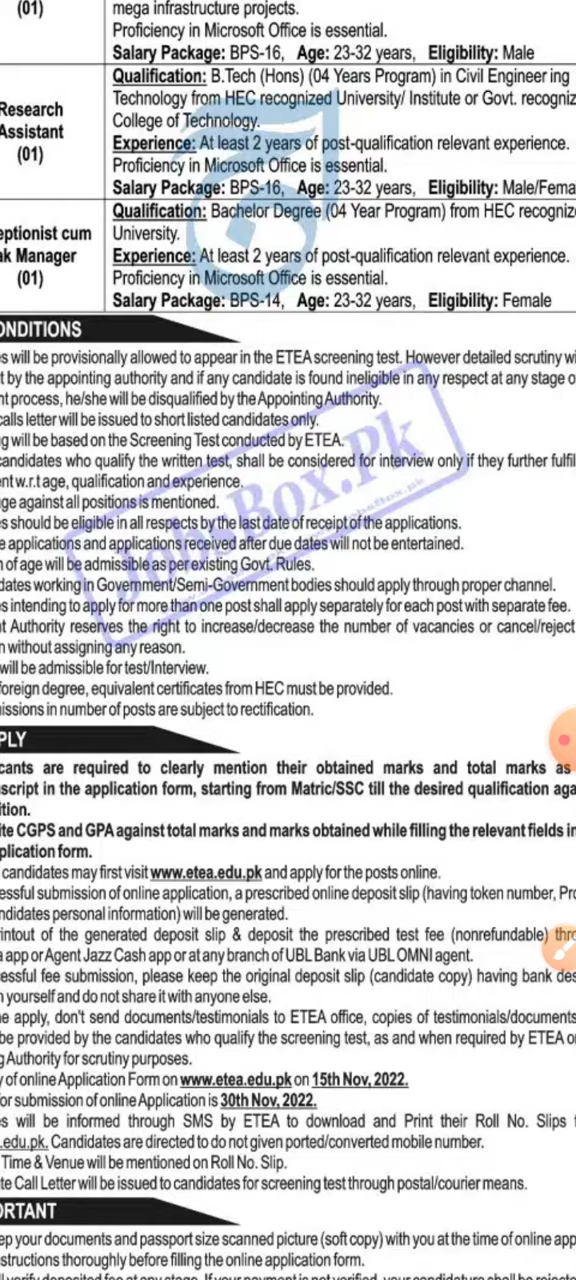 (01)
mega infrastructure projects.
Proficiency in Microsoft Office is essential.
Salary Package: BPS-16, Age: 23-32 years, Eligibility: Male
Research
Assistant
(01)
Qualification: B.Tech (Hons) (04 Years Program) in Civil Engineer ing
Technology from HEC recognized University/ Institute or Govt. recogniz
College of Technology.
Experience: At least 2 years of post-qualification relevant experience.
Proficiency in Microsoft Office is essential.
Salary Package: BPS-16, Age: 23-32 years, Eligibility: Male/Fema
eptionist cum
ak Manager
(01)
Qualification: Bachelor Degree (04 Year Program) from HEC recognize
University.
Experience: At least 2 years of post-qualification relevant experience.
Proficiency in Microsoft Office is essential.
Salary Package: BPS-14, Age: 23-32 years, Eligibility: Female
ONDITIONS
es will be provisionally allowed to appear in the ETEA screening test. However detailed scrutiny wi
t by the appointing authority and if any candidate is found ineligible in any respect at any stage o
nt process, he/she will be disqualified by the Appointing Authority.
calls letter will be issued to short listed candidates only.
g will be based on the Screening Test conducted by ETEA.
candidates who qualify the written test, shall be considered for interview only if they further fulfil
ent w.r.t age, qualification and experience.
ge against all positions is mentioned.
es should be eligible in all respects by the last date of receipt of the applications.
e applications and applications received after due dates will not be entertained.
n of age will be admissible as per existing Govt. Rules.
dates working in Government/Semi-Government bodies should apply through proper channel.
es intending to apply for more than one post shall apply separately for each post with separate fee.
t Authority reserves the right to increase/decrease the number of vacancies or cancel/reject
n without assigning any reason.
will be admissible for test/Interview.
foreign degree, equivalent certificates from HEC must be provided.
issions in number of posts are subject to rectification.
JobsBox.Pk
PLY
cants are required to clearly mention their obtained marks and total marks as
nscript in the application form, starting from Matric/SSC till the desired qualification aga
ition.
ite CGPS and GPA against total marks and marks obtained while filling the relevant fields in
plication form.
candidates may first visit www.etea.edu.pk and apply for the posts online.
essful submission of online application, a prescribed online deposit slip (having token number, Pro
ndidates personal information) will be generated.
rintout of the generated deposit slip & deposit the prescribed test fee (nonrefundable) thro
a app or Agent Jazz Cash app or at any branch of UBL Bank via UBL OMNI agent.
cessful fee submission, please keep the original deposit slip (candidate copy) having bank des
n yourself and do not share it with anyone else.
ne apply, don't send documents/testimonials to ETEA office, copies of testimonials/documents
be provided by the candidates who qualify the screening test, as and when required by ETEA o
g Authority for scrutiny purposes.
y of online Application Form on www.etea.edu.pk on 15th Nov, 2022.
for submission of online Application is 30th Nov, 2022.
es will be informed through SMS by ETEA to download and Print their Roll No. Slips f
.edu.pk. Candidates are directed to do not given ported/converted mobile number.
Time & Venue will be mentioned on Roll No. Slip.
te Call Letter will be issued to candidates for screening test through postal/courier means.
ORTANT
ep your documents and passport size scanned picture (soft copy) with you at the time of online app
structions thoroughly before filling the online application form.